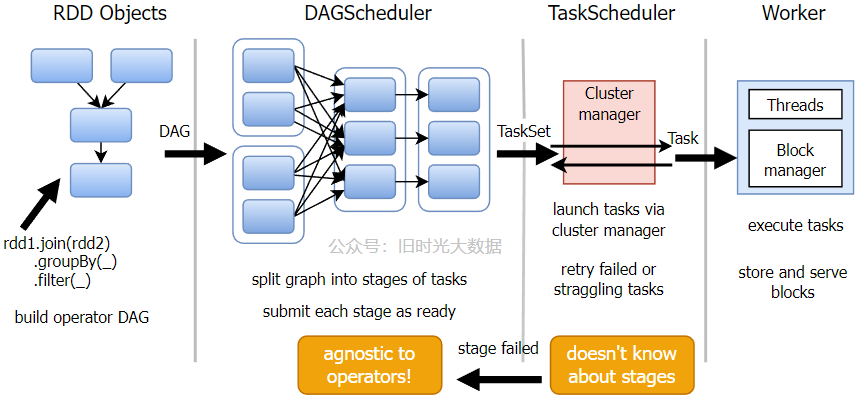 RDD Objects
DAGScheduler
TaskScheduler
Worker
DAG
TaskSet
Cluster
manager
Task
Threads
Block
manager
rdd1.join(rdd2)
.groupBy(_)
.filter(_)
build operator DAG
公众号：旧时光大数据
split graph into stages of tasks
submit each stage as ready
launch tasks via
cluster manager
retry failed or
straggling tasks
execute tasks
store and serve
blocks
agnostic to
operators!
stage failed
doesn't know
about stages